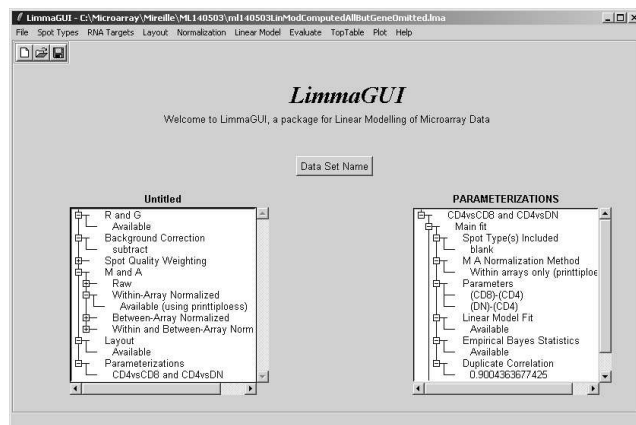 LimmaGUI - C:\Microarray\Mireille\ML140503\ml140503LinModComputedAllButGeneOmitted.lma
File Spot Types RNA Targets Layout Normalization Linear Model Evaluate TopTable Plot Help
LimmaGUI
Welcome to LimmaGUI, a package for Linear Modelling of Microarray Data
Data Set Name
Untitled
R and G
Available
Background Correction
subtract
Spot Quality Weighting
M and A
Raw
Within-Array Normalized
Available (using printtiploess)
Between-Array Normalized
Within and Between-Array Norm
Layout
Available
Parameterizations
CD4vsCD8 and CD4vsDN
PARAMETERIZATIONS
CD4vsCD8 and CD4vsDN
Main fit
Spot Type(s) Included
blank
M A Normalization Method
Within arrays only (printtiploe
Parameters
(CD8)-(CD4)
(DN)-(CD4)
Linear Model Fit
Available
Empirical Bayes Statistics
Available
Duplicate Correlation
0.9004363677425